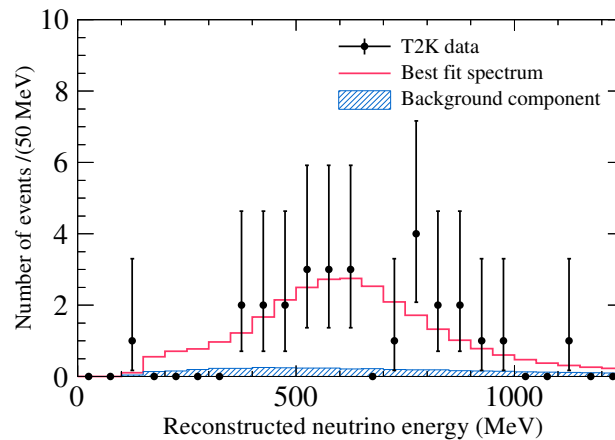 10
8
6
4
2
0
Number of events /(50 MeV)
T2K data
Best fit spectrum
Background component
0
500
1000
Reconstructed neutrino energy (MeV)